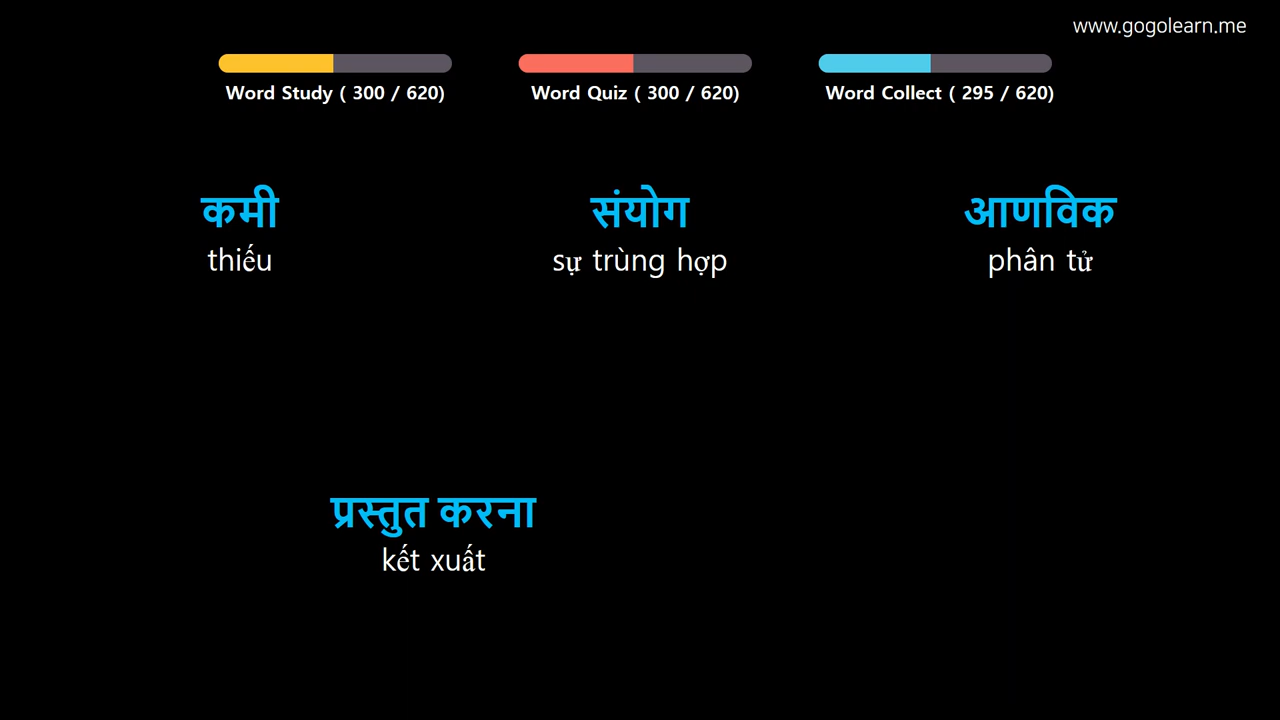 www.gogolearn.me
Word Study ( 300 / 620)
Word Quiz ( 300 / 620)
Word Collect ( 295 / 620)
कमी
thiếu
संयोग
sự trùng hợp
आणविक
phân tử
प्रस्तुत करना
kết xuất